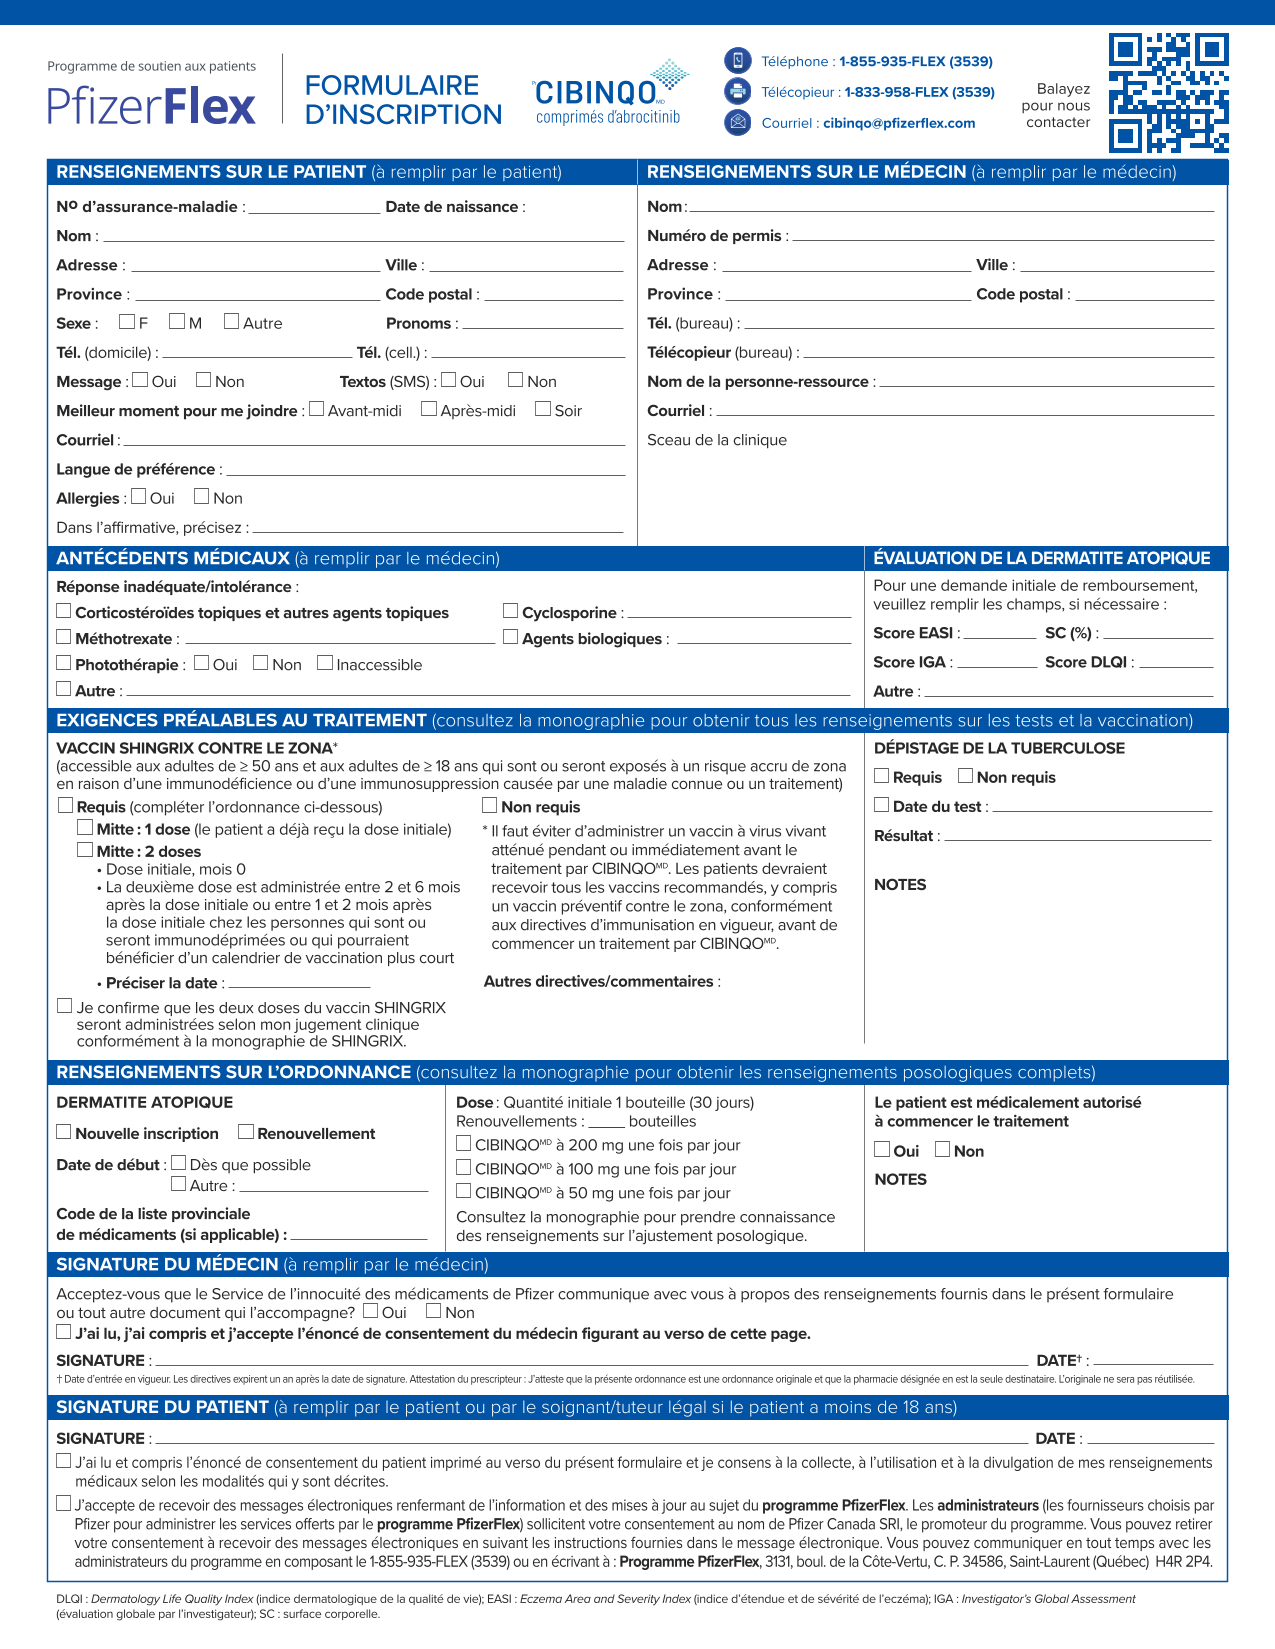 Programme de soutien aux patients
PfizerFlex
FORMULAIRE
D’INSCRIPTION
PrCIBINQOMD
comprimés d’abrocitinib
Téléphone : 1-855-935-FLEX (3539)
Télécopieur : 1-833-958-FLEX (3539)
Courriel : cibinqo@pfizerflex.com
Balayez
pour nous
contacter
RENSEIGNEMENTS SUR LE PATIENT (à remplir par le patient)
Nº d’assurance-maladie : Date de naissance :
Nom :
Adresse : Ville :
Province : Code postal :
Sexe : F M Autre Pronoms :
Tél. (domicile) : Tél. (cell.) :
Message : Oui Non Textos (SMS) : Oui Non
Meilleur moment pour me joindre : Avant-midi Après-midi Soir
Courriel :
Langue de préférence :
Allergies : Oui Non
Dans l’affirmative, précisez :
RENSEIGNEMENTS SUR LE MÉDECIN (à remplir par le médecin)
Nom :
Numéro de permis :
Adresse : Ville :
Province : Code postal :
Tél. (bureau) :
Télécopieur (bureau) :
Nom de la personne-ressource :
Courriel :
Sceau de la clinique
ANTÉCÉDENTS MÉDICAUX (à remplir par le médecin)
Réponse inadéquate/intolérance :
Corticostéroïdes topiques et autres agents topiques Cyclosporine :
Méthotrexate : Agents biologiques :
Photothérapie : Oui Non Inaccessible
Autre :
ÉVALUATION DE LA DERMATITE ATOPIQUE
Pour une demande initiale de remboursement,
veuillez remplir les champs, si nécessaire :
Score EASI : SC (%) :
Score IGA : Score DLQI :
Autre :
EXIGENCES PRÉALABLES AU TRAITEMENT (consultez la monographie pour obtenir tous les renseignements sur les tests et la vaccination)
VACCIN SHINGRIX CONTRE LE ZONA*
(accessible aux adultes de ≥ 50 ans et aux adultes de ≥ 18 ans qui sont ou seront exposés à un risque accru de zona
en raison d’une immunodéficience ou d’une immunosuppression causée par une maladie connue ou un traitement)
Requis (compléter l’ordonnance ci-dessous)
Mitte : 1 dose (le patient a déjà reçu la dose initiale)
Mitte : 2 doses
• Dose initiale, mois 0
• La deuxième dose est administrée entre 2 et 6 mois
après la dose initiale ou entre 1 et 2 mois après
la dose initiale chez les personnes qui sont ou
seront immunodéprimées ou qui pourraient
bénéficier d’un calendrier de vaccination plus court
• Préciser la date :
Je confirme que les deux doses du vaccin SHINGRIX
seront administrées selon mon jugement clinique
conformément à la monographie de SHINGRIX.
Non requis
* Il faut éviter d’administrer un vaccin à virus vivant
atténué pendant ou immédiatement avant le
traitement par CIBINQOMD. Les patients devraient
recevoir tous les vaccins recommandés, y compris
un vaccin préventif contre le zona, conformément
aux directives d’immunisation en vigueur, avant de
commencer un traitement par CIBINQOMD.
Autres directives/commentaires :
DÉPISTAGE DE LA TUBERCULOSE
Requis Non requis
Date du test :
Résultat :
NOTES
RENSEIGNEMENTS SUR L’ORDONNANCE (consultez la monographie pour obtenir les renseignements posologiques complets)
DERMATITE ATOPIQUE
Nouvelle inscription Renouvellement
Date de début : Dès que possible
Autre :
Code de la liste provinciale
de médicaments (si applicable) :
Dose : Quantité initiale 1 bouteille (30 jours)
Renouvellements : ____ bouteilles
CIBINQOMD à 200 mg une fois par jour
CIBINQOMD à 100 mg une fois par jour
CIBINQOMD à 50 mg une fois par jour
Consultez la monographie pour prendre connaissance
des renseignements sur l’ajustement posologique.
Le patient est médicalement autorisé
à commencer le traitement
Oui Non
NOTES
SIGNATURE DU MÉDECIN (à remplir par le médecin)
Acceptez-vous que le Service de l’innocuité des médicaments de Pfizer communique avec vous à propos des renseignements fournis dans le présent formulaire
ou tout autre document qui l’accompagne? Oui Non
J’ai lu, j’ai compris et j’accepte l’énoncé de consentement du médecin figurant au verso de cette page.
SIGNATURE : DATE† :
† Date d’entrée en vigueur. Les directives expirent un an après la date de signature. Attestation du prescripteur : J’atteste que la présente ordonnance est une ordonnance originale et que la pharmacie désignée en est la seule destinataire. L’originale ne sera pas réutilisée.
SIGNATURE DU PATIENT (à remplir par le patient ou par le soignant/tuteur légal si le patient a moins de 18 ans)
SIGNATURE : DATE :
J’ai lu et compris l’énoncé de consentement du patient imprimé au verso du présent formulaire et je consens à la collecte, à l’utilisation et à la divulgation de mes renseignements
médicaux selon les modalités qui y sont décrites.
J’accepte de recevoir des messages électroniques renfermant de l’information et des mises à jour au sujet du programme PfizerFlex. Les administrateurs (les fournisseurs choisis par
Pfizer pour administrer les services offerts par le programme PfizerFlex) sollicitent votre consentement au nom de Pfizer Canada SRI, le promoteur du programme. Vous pouvez retirer
votre consentement à recevoir des messages électroniques en suivant les instructions fournies dans le message électronique. Vous pouvez communiquer en tout temps avec les
administrateurs du programme en composant le 1-855-935-FLEX (3539) ou en écrivant à : Programme PfizerFlex, 3131, boul. de la Côte-Vertu, C. P. 34586, Saint-Laurent (Québec) H4R 2P4.
DLQI : Dermatology Life Quality Index (indice dermatologique de la qualité de vie); EASI : Eczema Area and Severity Index (indice d’étendue et de sévérité de l’eczéma); IGA : Investigator’s Global Assessment
(évaluation globale par l’investigateur); SC : surface corporelle.